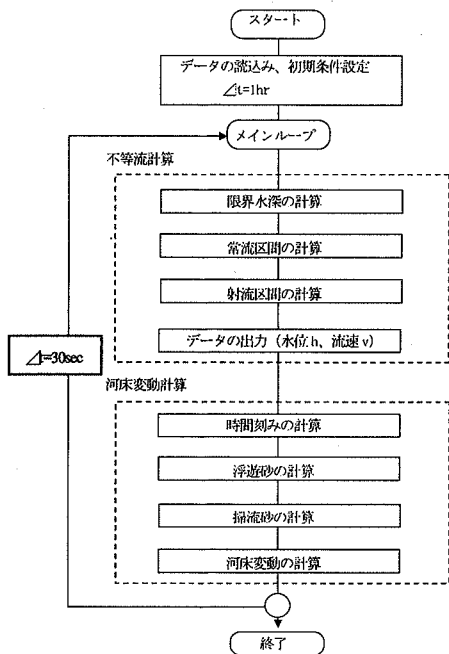 スタート
データの読込み、初期条件設定
⊿t=1hr
メインループ
不等流計算
限界水深の計算
常流区間の計算
射流区間の計算
データの出力（水位 h、流速 v）
⊿t=30sec
河床変動計算
時間刻みの計算
浮遊砂の計算
掃流砂の計算
河床変動の計算
終了